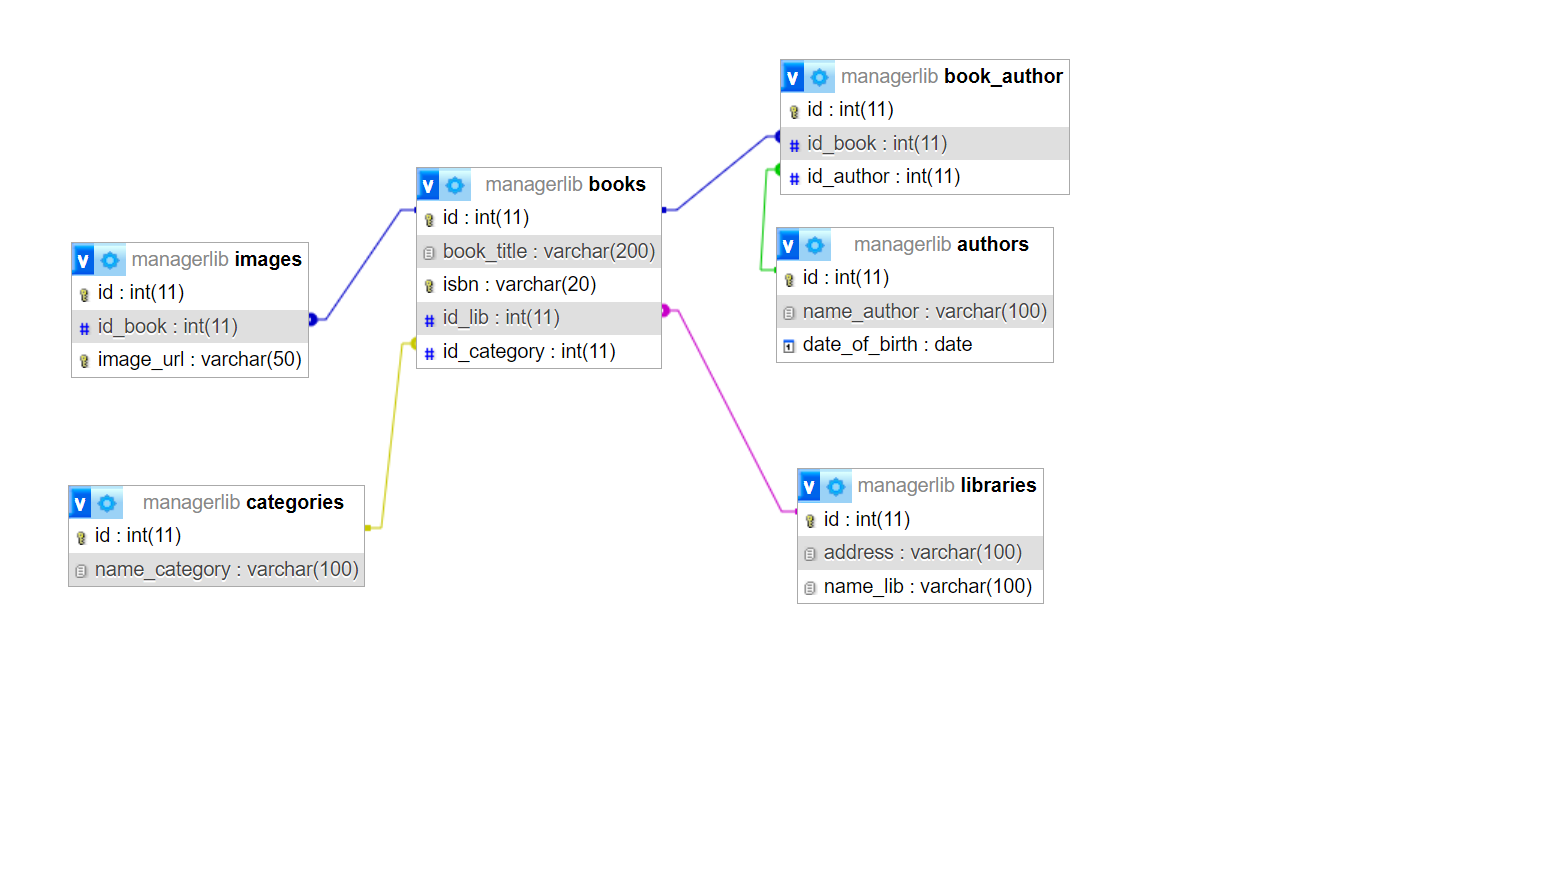 v managerlib book_author
id : int(11)
id_book : int(11)
id_author : int(11)
v managerlib books
id : int(11)
book_title : varchar(200)
isbn : varchar(20)
id_lib : int(11)
id_category : int(11)
v managerlib authors
id : int(11)
name_author : varchar(100)
date_of_birth : date
v managerlib images
id : int(11)
id_book : int(11)
image_url : varchar(50)
v managerlib categories
id : int(11)
name_category : varchar(100)
v managerlib libraries
id : int(11)
address : varchar(100)
name_lib : varchar(100)